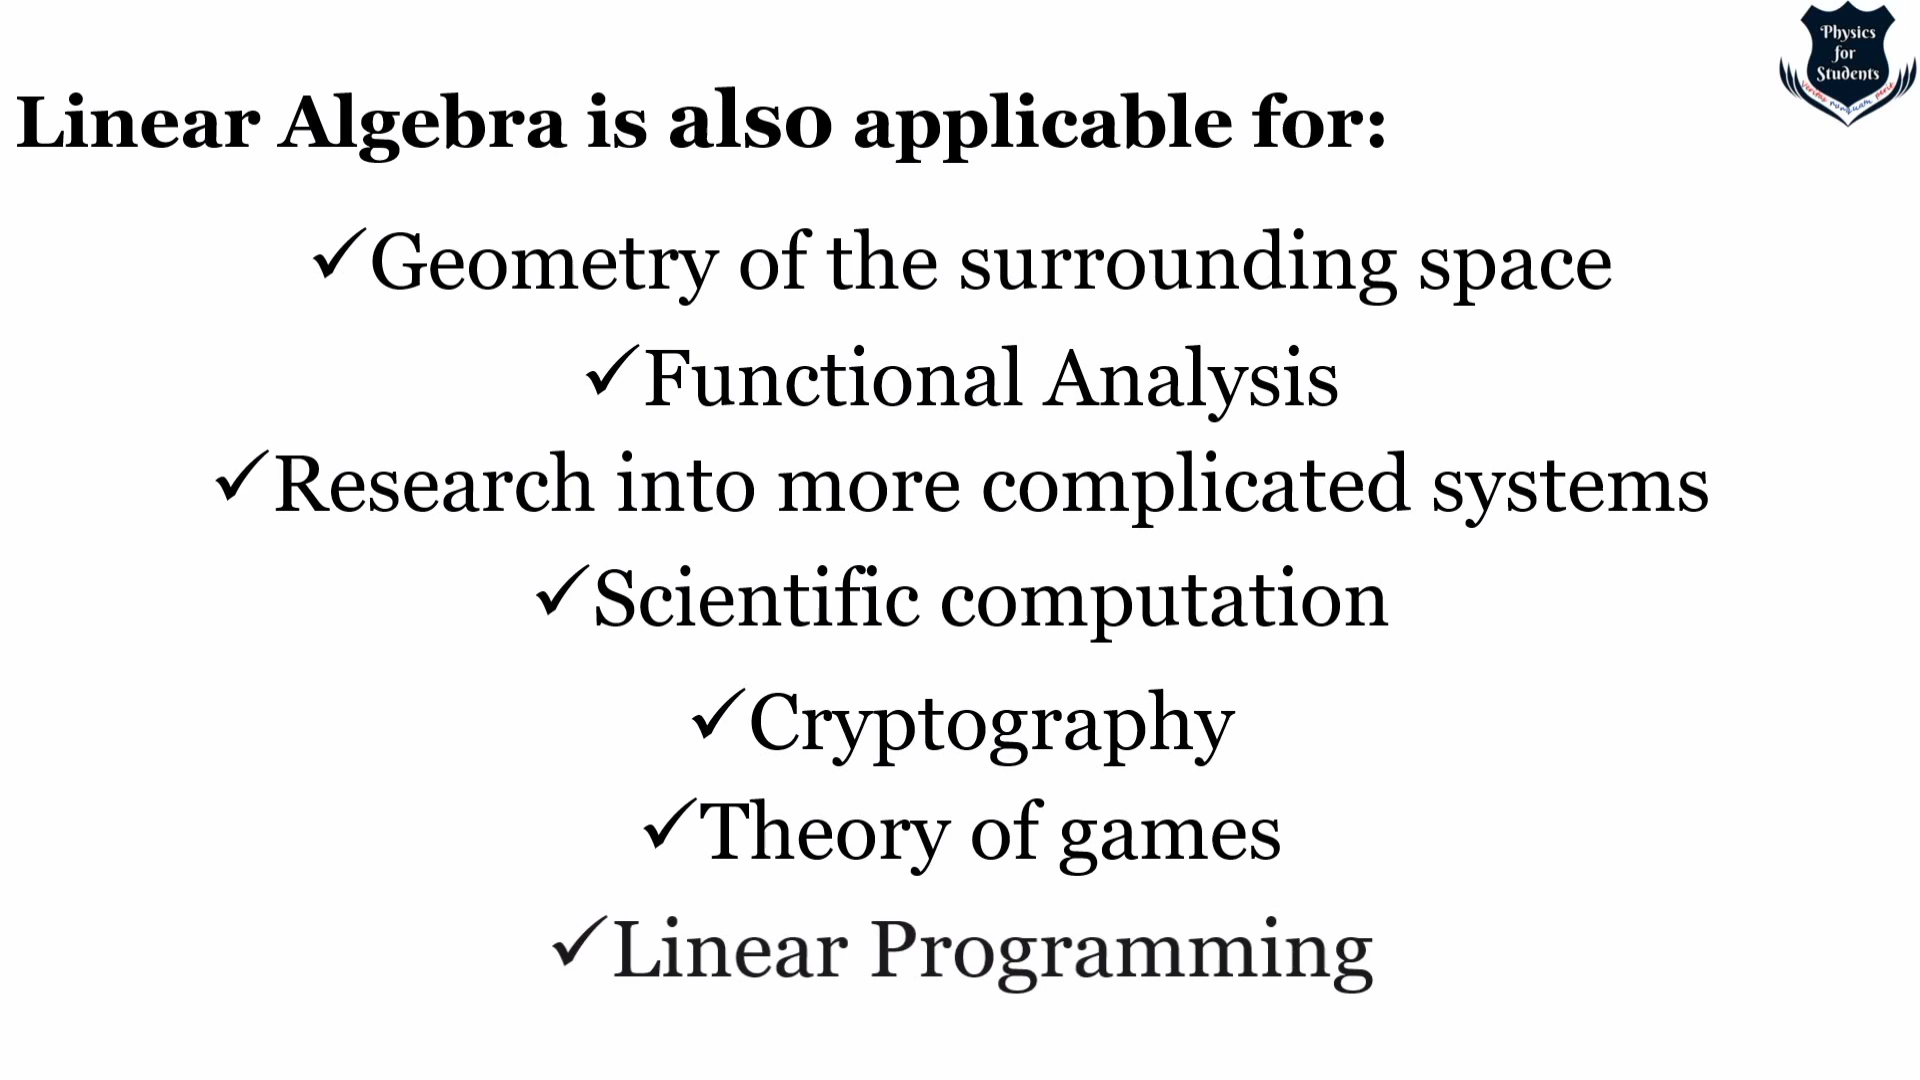 Physics
for
Students
Linear Algebra is also applicable for:
✓Geometry of the surrounding space
✓Functional Analysis
✓Research into more complicated systems
✓Scientific computation
✓Cryptography
✓Theory of games
✓Linear Programming